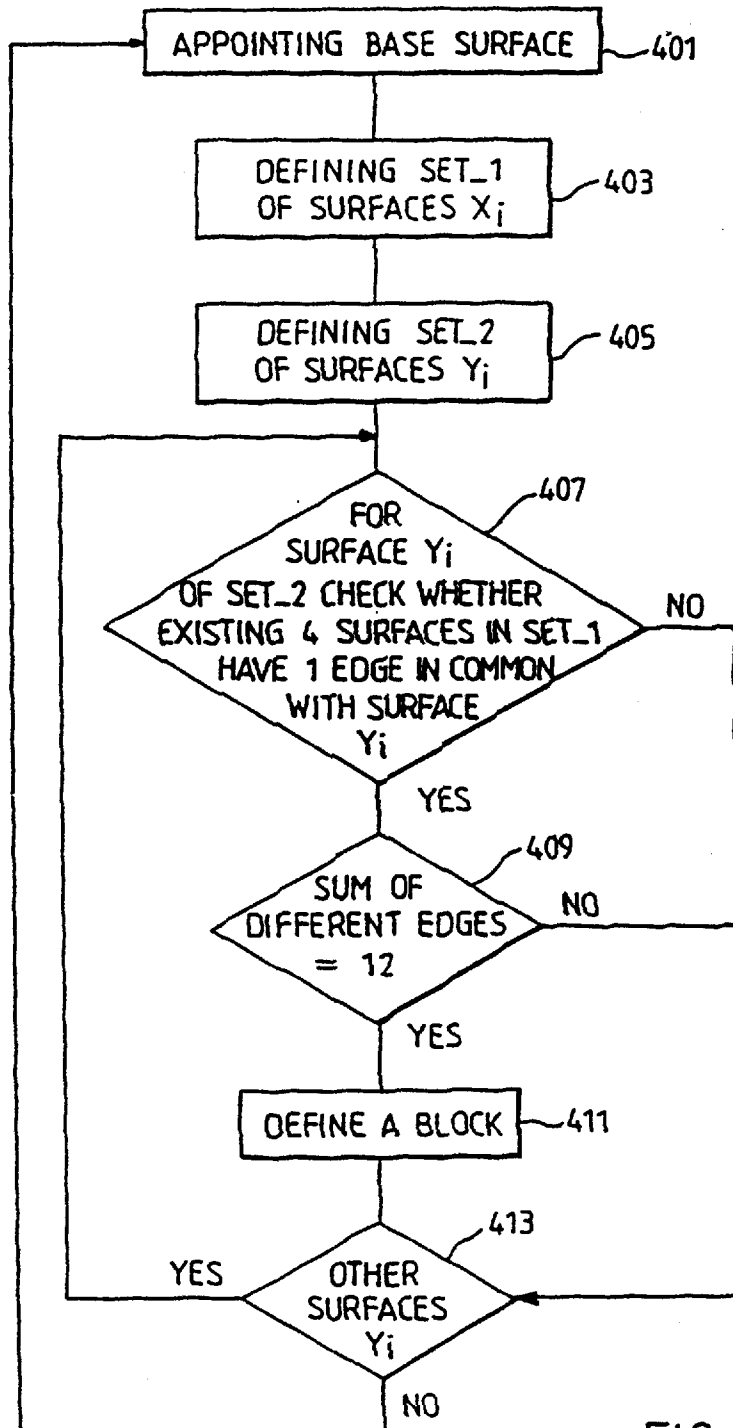 APPOINTING BASE SURFACE
401
DEFINING SET_1
OF SURFACES Xi
403
DEFINING SET_2
OF SURFACES Yi
405
407
FOR
SURFACE Yi
OF SET_2 CHECK WHETHER
EXISTING 4 SURFACES IN SET_1
HAVE 1 EDGE IN COMMON
WITH SURFACE
Yi
NO
YES
409
SUM OF
DIFFERENT EDGES
= 12
NO
YES
DEFINE A BLOCK
411
413
YES
OTHER
SURFACES
Yi
NO
FIG